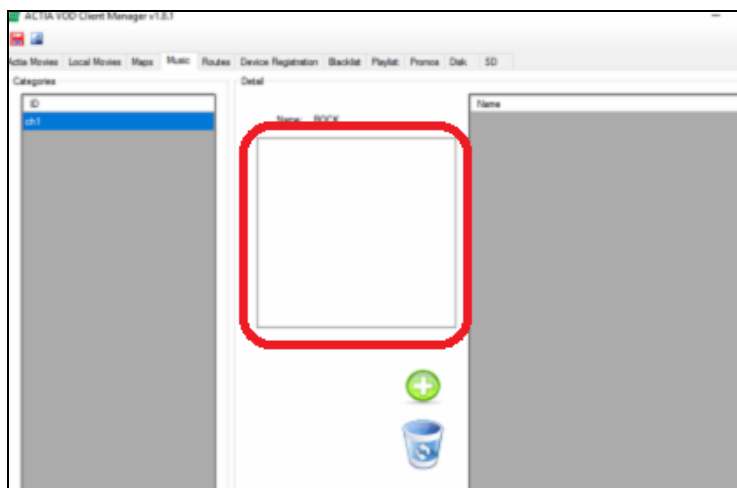 ACTIA VOD Client Manager v1.8.1
Actia Movies Local Movies Maps Music Routes Device Registration Blacklist Playlist Promos Disk SD
Categories Detail
ID Name
ch1
Name: ROCK